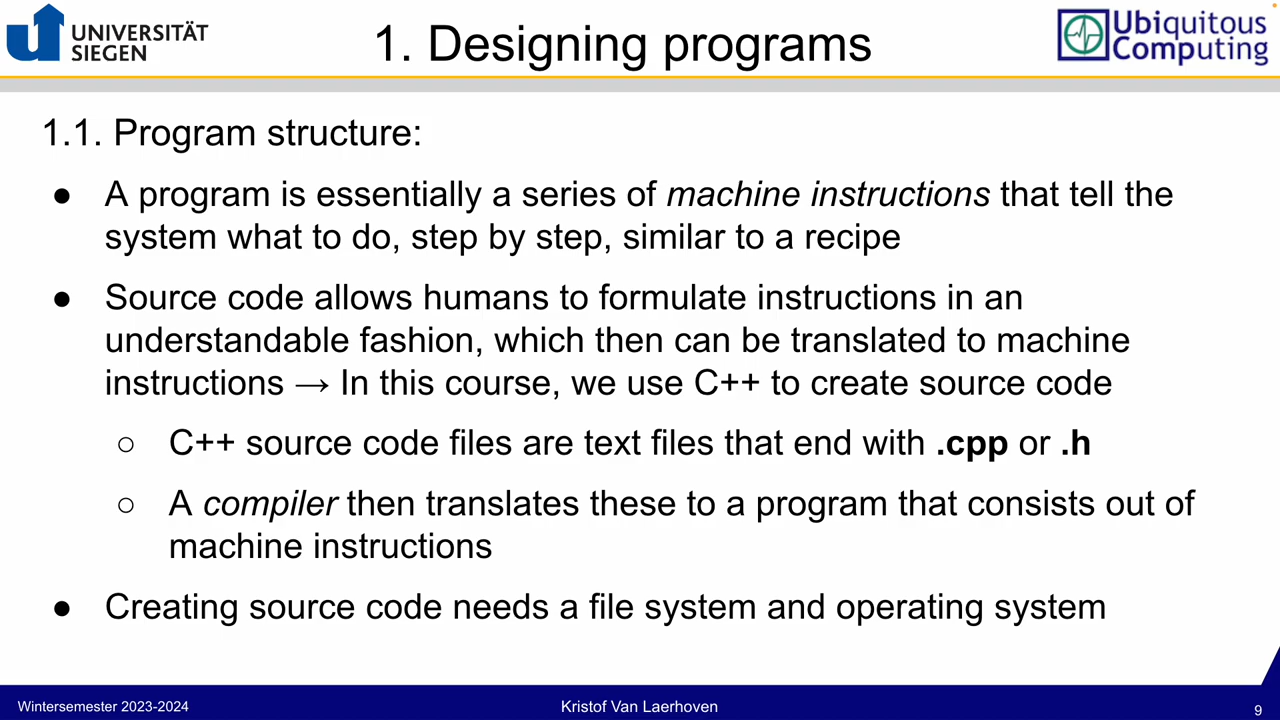 UNIVERSITÄT
SIEGEN
1. Designing programs
Ubiquitous
Computing
1.1. Program structure:
● A program is essentially a series of machine instructions that tell the
system what to do, step by step, similar to a recipe
● Source code allows humans to formulate instructions in an
understandable fashion, which then can be translated to machine
instructions → In this course, we use C++ to create source code
○ C++ source code files are text files that end with .cpp or .h
○ A compiler then translates these to a program that consists out of
machine instructions
● Creating source code needs a file system and operating system
Wintersemester 2023-2024
Kristof Van Laerhoven
9